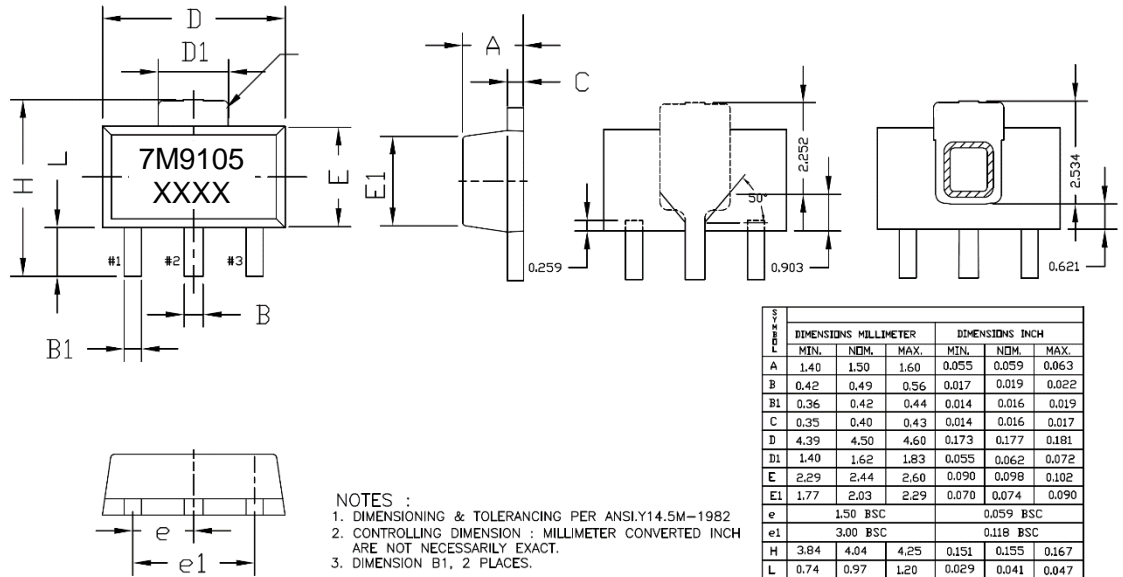 D
D1
A
C
7M9105
XXXX
H
L
E
E1
#1
#2
#3
B
B1
2.252
50°
0.259
0.903
2.534
0.621
e
e1
NOTES :
1. DIMENSIONING & TOLERANCING PER ANSI.Y14.5M-1982
2. CONTROLLING DIMENSION : MILLIMETER CONVERTED INCH
ARE NOT NECESSARILY EXACT.
3. DIMENSION B1, 2 PLACES.
SYMBOL DIMENSIONS MILLIMETER DIMENSIONS INCH
MIN. NOM. MAX. MIN. NOM. MAX.
A 1.40 1.50 1.60 0.055 0.059 0.063
B 0.42 0.49 0.56 0.017 0.019 0.022
B1 0.36 0.42 0.44 0.014 0.016 0.019
C 0.35 0.40 0.43 0.014 0.016 0.017
D 4.39 4.50 4.60 0.173 0.177 0.181
D1 1.40 1.62 1.83 0.055 0.062 0.072
E 2.29 2.44 2.60 0.090 0.098 0.102
E1 1.77 2.03 2.29 0.070 0.074 0.090
e 1.50 BSC 0.059 BSC
e1 3.00 BSC 0.118 BSC
H 3.84 4.04 4.25 0.151 0.155 0.167
L 0.74 0.97 1.20 0.029 0.041 0.047